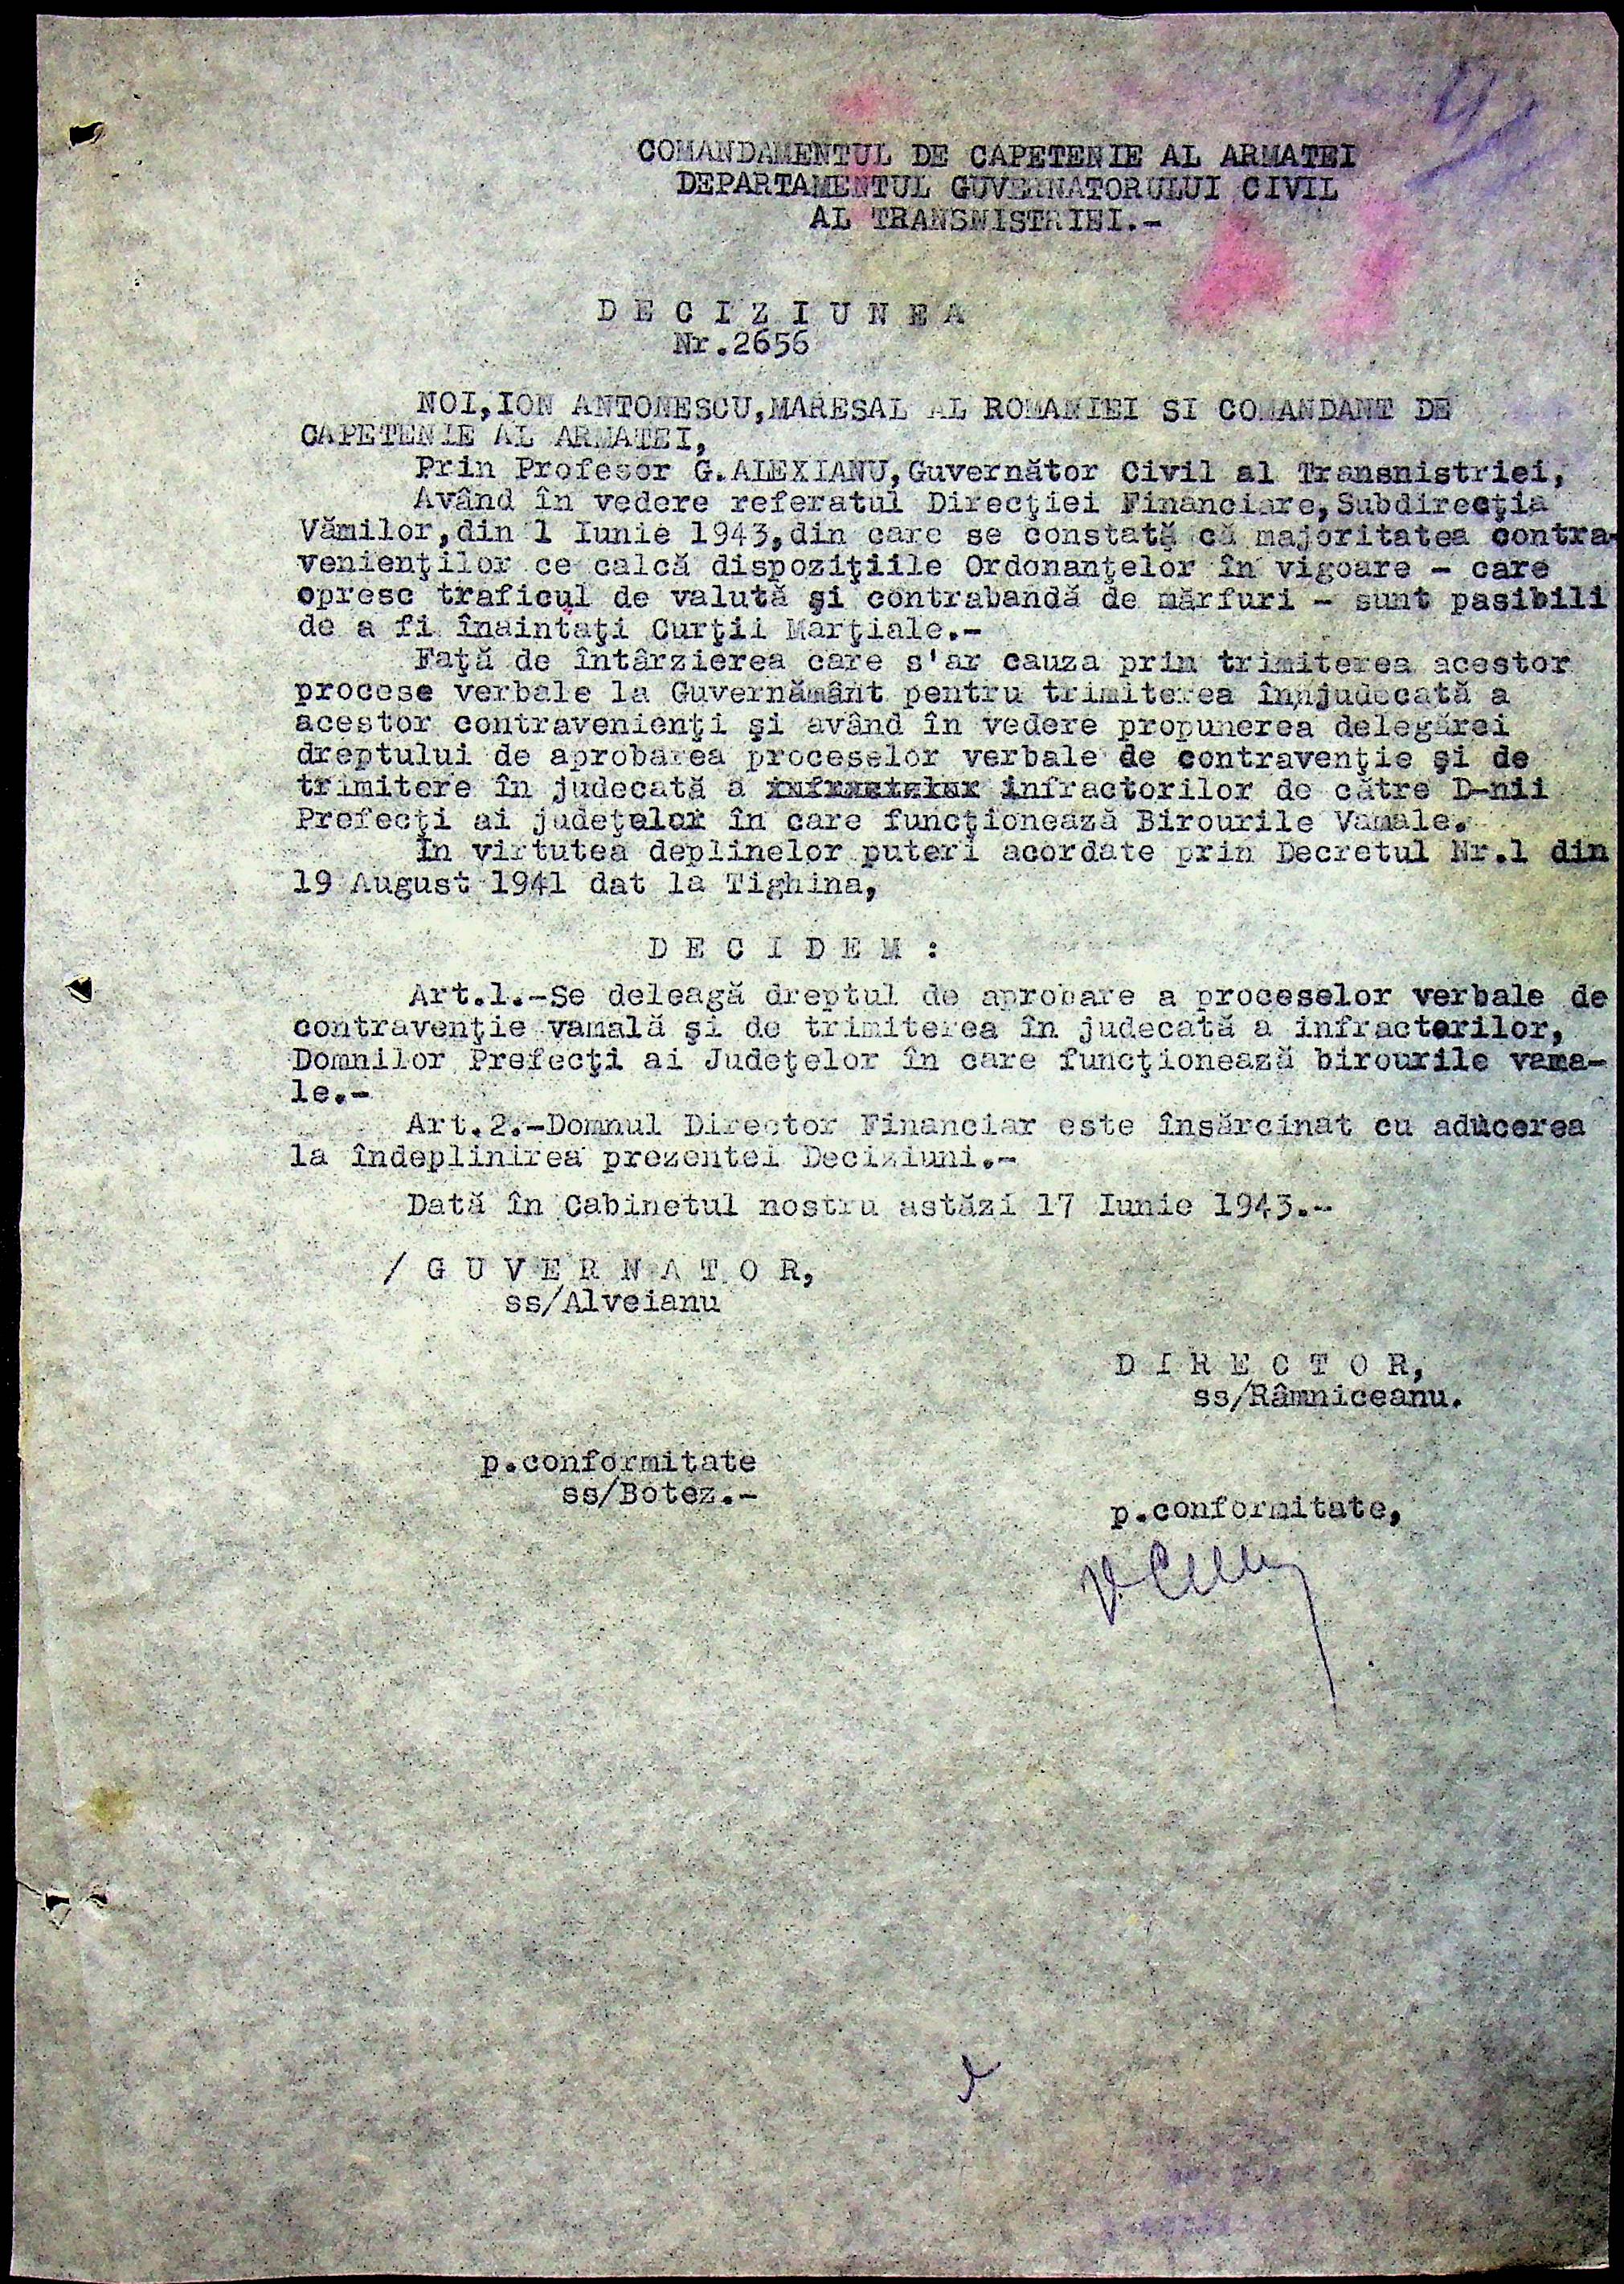 COMANDAMENTUL DE CAPETENIE AL ARMATEI
DEPARTAMENTUL GUVERNATORULUI CIVIL
AL TRANSNISTRIEI.-
D E C I Z I U N E A
Nr.2656
NOI,ION ANTONESCU,MARESAL AL ROMANIEI SI COMANDANT DE
CAPETENIE AL ARMATEI,
Prin Profesor G.ALEXIANU,Guvernător Civil al Transnistriei,
Având în vedere referatul Direcţiei Financiare,Subdirecţia
Vămilor,din 1 Iunie 1943,din care se constată că majoritatea contra-
venienţilor ce calcă dispoziţiile Ordonanţelor în vigoare - care
opresc traficul de valută şi contrabandă de mărfuri - sunt pasibili
de a fi înaintaţi Curţii Marţiale.-
Faţă de întârzierea care s'ar cauza prin trimiterea acestor
procese verbale la Guvernământ pentru trimiterea înnjudecată a
acestor contravenienţi şi având în vedere propunerea delegărei
dreptului de aprobarea proceselor verbale de contravenţie şi de
trimitere în judecată a infractorilor de către D-nii
Prefecţi ai judeţelor în care funcţionează Birourile Vamale.
In virtutea deplinelor puteri acordate prin Decretul Nr.1 din
19 August 1941 dat la Tighina,
D E C I D E M :
Art.1.-Se deleagă dreptul de aprobare a proceselor verbale de
contravenţie vamală şi de trimiterea în judecată a infractorilor,
Domnilor Prefecţi ai Judeţelor în care funcţionează birourile vama-
le.-
Art.2.-Domnul Director Financiar este însărcinat cu aducerea
la îndeplinirea prezentei Deciziuni.-
Dată în Cabinetul nostru astăzi 17 Iunie 1943.-
/ G U V E R N A T O R,
ss/Alveianu
D I R E C T O R,
ss/Râmniceanu.
p.conformitate
ss/Botez.-
p.conformitate,